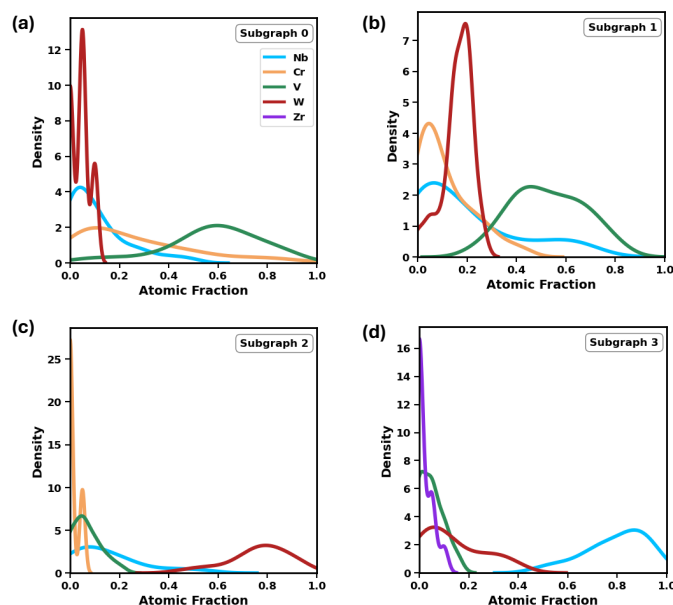 (a)
Subgraph 0
Nb
Cr
V
W
Zr
Density
12
10
8
6
4
2
0
0.0 0.2 0.4 0.6 0.8 1.0
Atomic Fraction
(b)
Subgraph 1
Density
7
6
5
4
3
2
1
0
0.0 0.2 0.4 0.6 0.8 1.0
Atomic Fraction
(c)
Subgraph 2
Density
25
20
15
10
5
0
0.0 0.2 0.4 0.6 0.8 1.0
Atomic Fraction
(d)
Subgraph 3
Density
16
14
12
10
8
6
4
2
0
0.0 0.2 0.4 0.6 0.8 1.0
Atomic Fraction